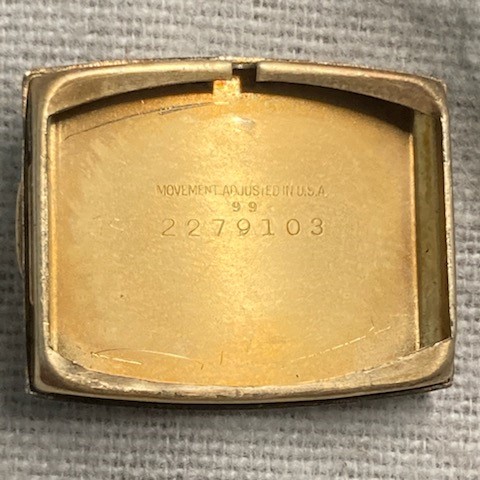 MOVEMENT ADJUSTED IN U.S.A.
99
2279103